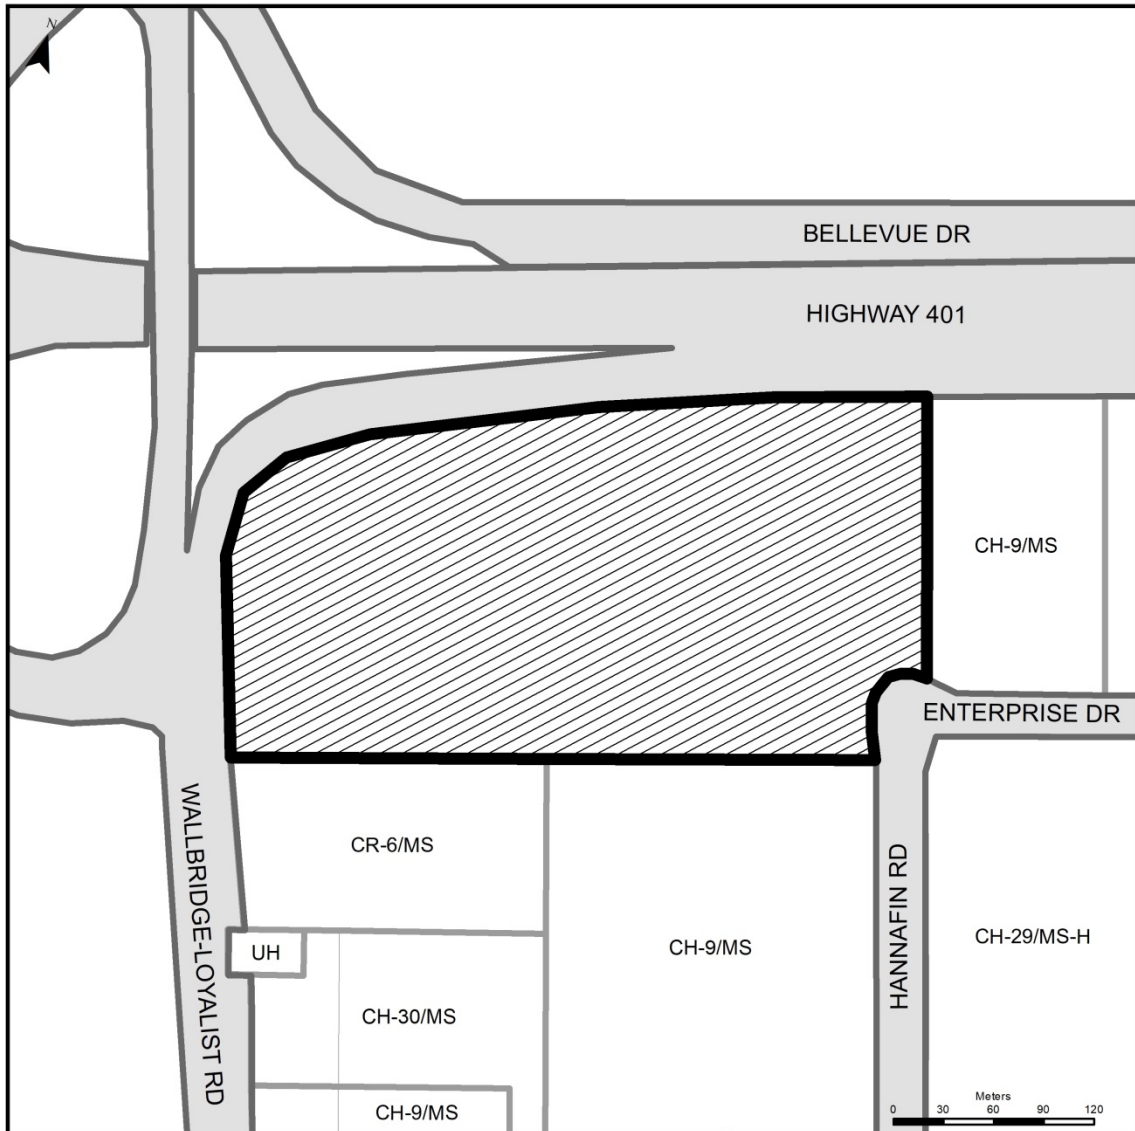 N
BELLEVUE DR
HIGHWAY 401
CH-9/MS
ENTERPRISE DR
WALLBRIDGE-LOYALIST RD
CR-6/MS
HANNAFIN RD
UH
CH-9/MS
CH-29/MS-H
CH-30/MS
CH-9/MS
Meters
0 30 60 90 120